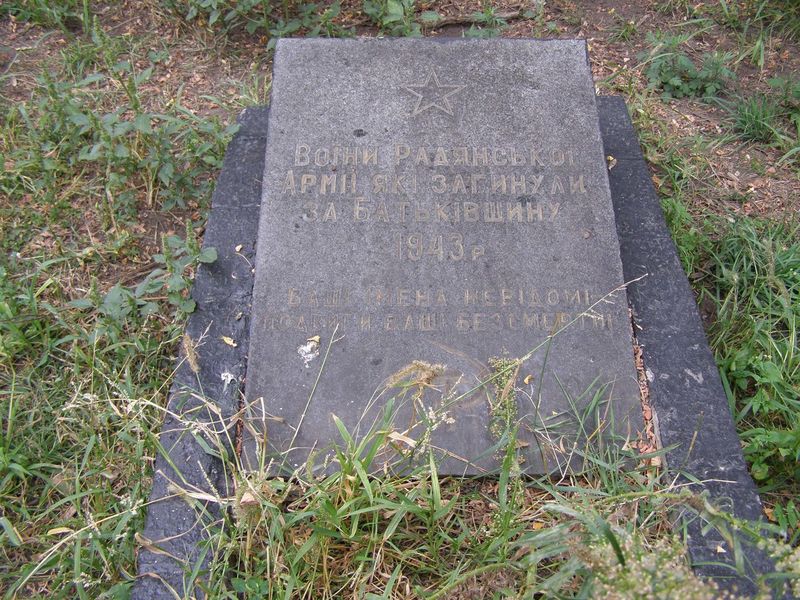 Воїни Радянської
Армії, які загинули
за Батьківщину
1943 р.
Ваші імена невідомі
подвиги ваші безсмертні